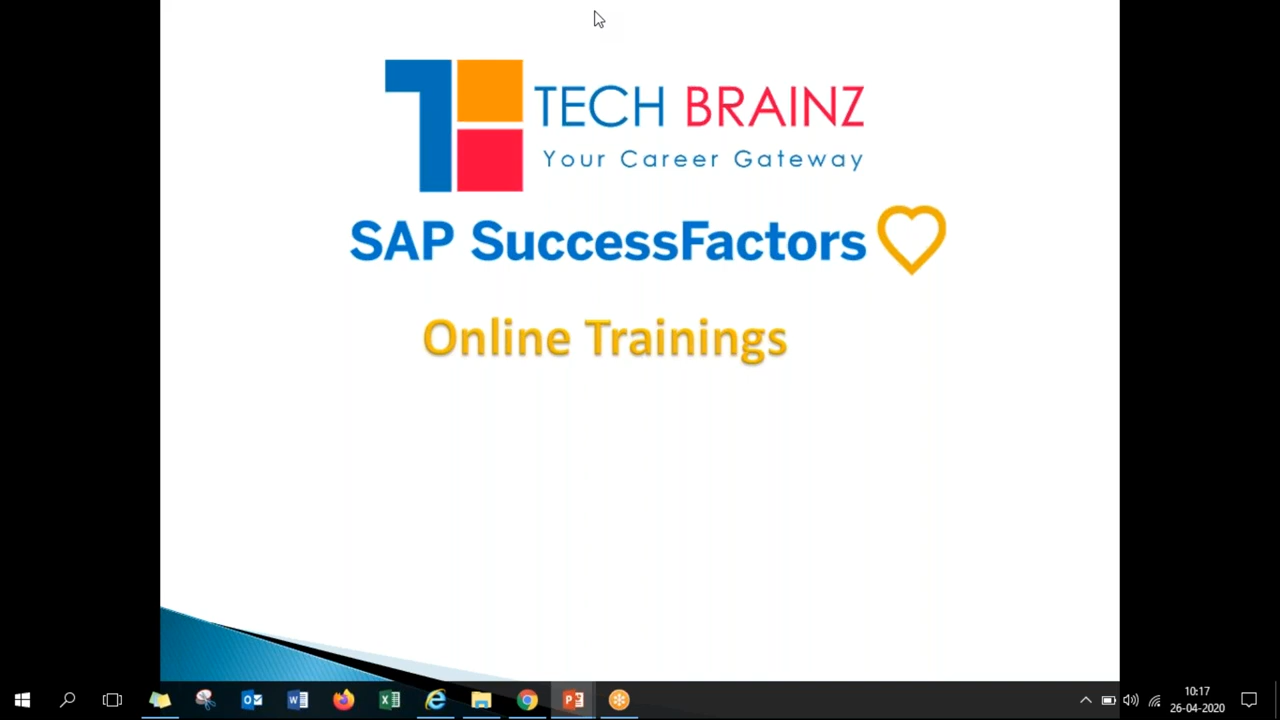 TECH BRAINZ
Your Career Gateway
SAP SuccessFactors
Online Trainings
10:17
26-04-2020